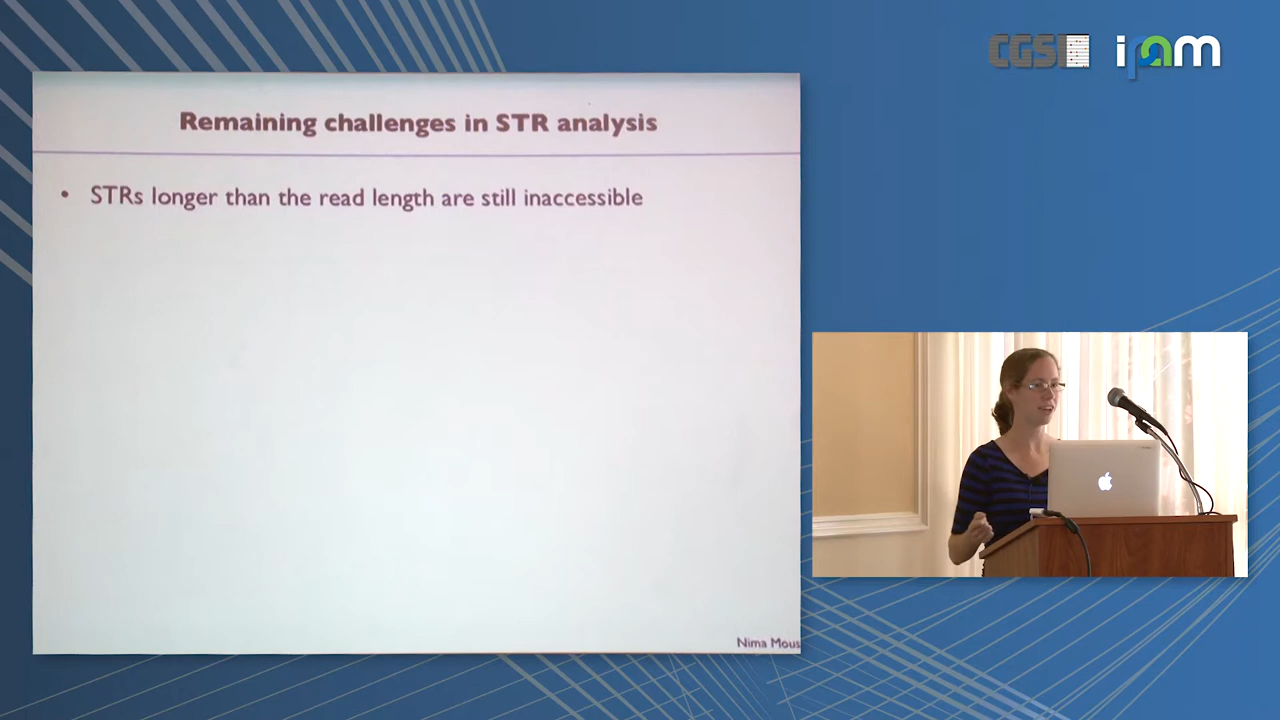 CGSI
ipam
Remaining challenges in STR analysis
• STRs longer than the read length are still inaccessible
Nima Mous